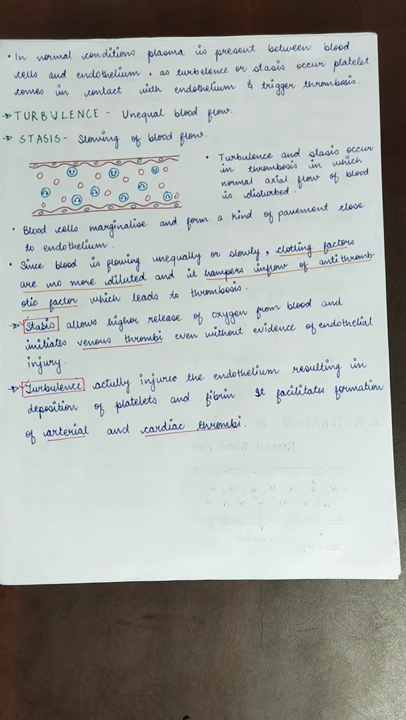 • In normal conditions plasma is present between blood
cells and endothelium, as turbelence or stasis occur platelet
comes in contact with endothelium & trigger thrombosis.
→ TURBULENCE - Unequal blood flow.
→ STASIS - Slowing of blood flow.
• Turbulence and stasis occur
in thrombosis in which
normal axial flow of blood
is disturbed.
• Blood cells marginalise and form a kind of pavement close
to endothelium.
• Since blood is flowing unequally or slowly, clotting factors
are no more diluted and it hampers inflow of antithromb-
otic factor which leads to thrombosis.
→ Stasis allows higher release of oxygen from blood and
initiates venous thrombi even without evidence of endothelial
injury.
→ Turbulence actully injures the endothelium resulting in
deposition of platelets and fibrin. It facilitates formation
of arterial and cardiac thrombi.